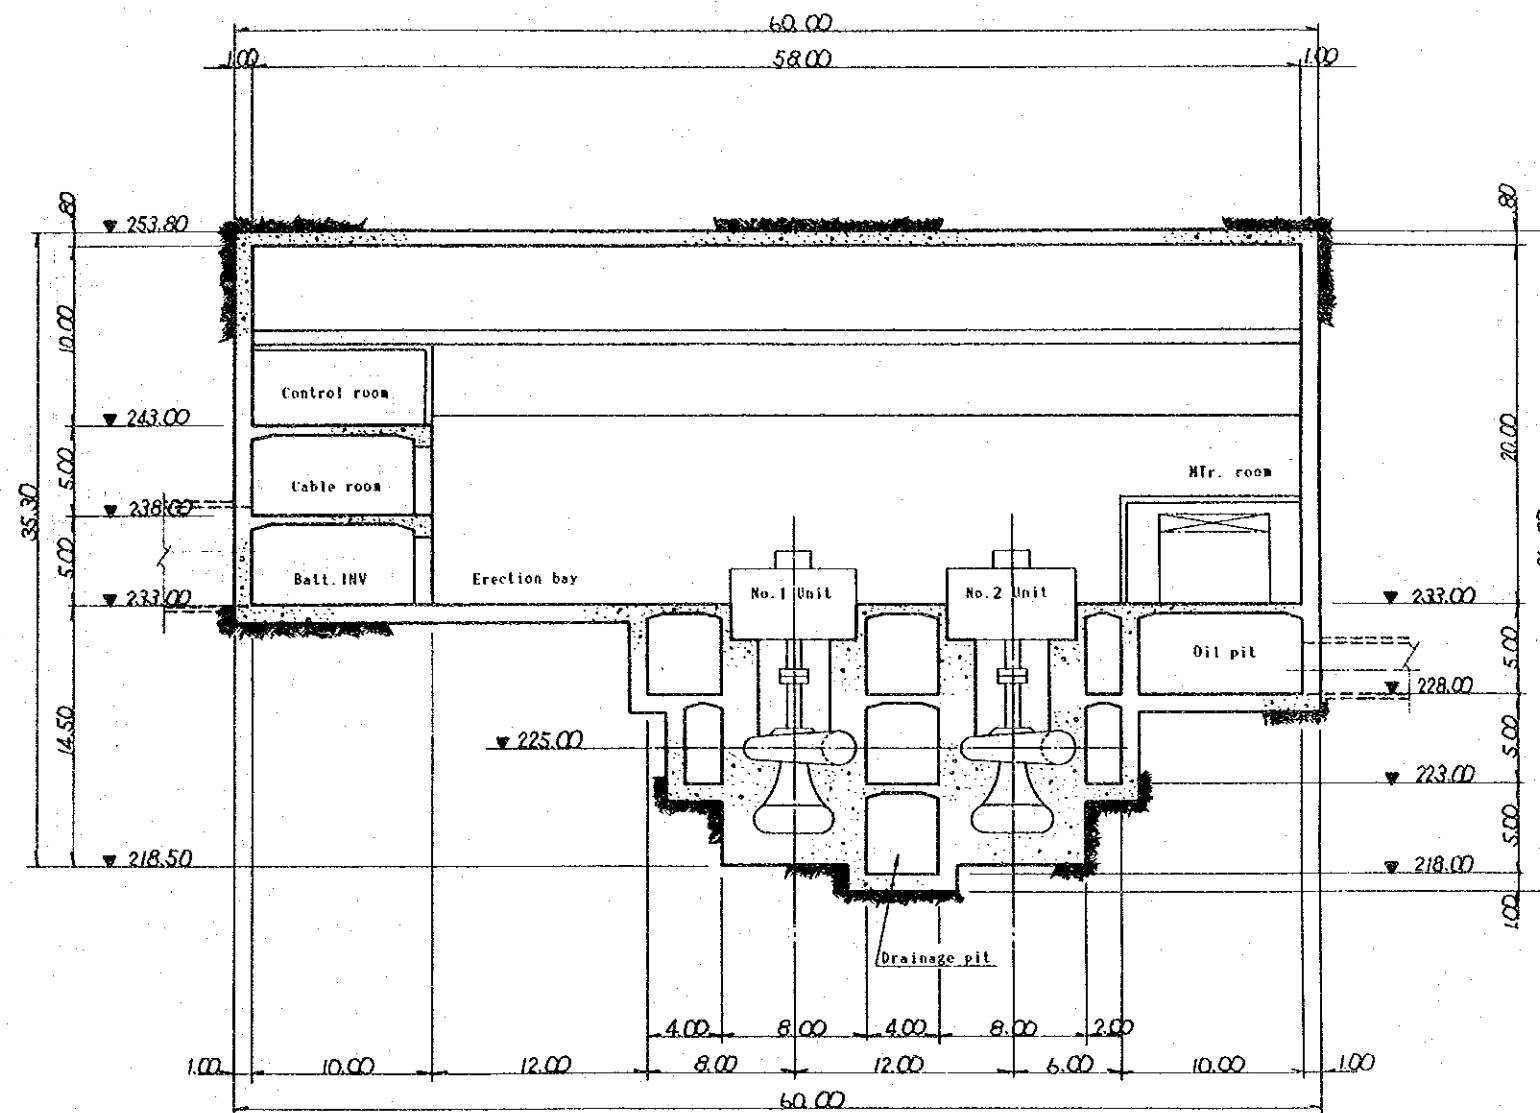 60.00
1.00 58.00 1.00
.80
.80
253.80
10.00
Control room
243.00
5.00
20.00
Cable room
MTr. room
35.30
238.00
5.00
Batt. INV
Erection bay
No.1 Unit
No.2 Unit
233.00
233.00
Oil pit
5.00
228.00
14.50
225.00
5.00
223.00
5.00
218.50
218.00
1.00
Drainage pit
4.00 8.00 4.00 8.00 2.00
1.00 10.00 12.00 8.00 12.00 6.00 10.00 1.00
60.00